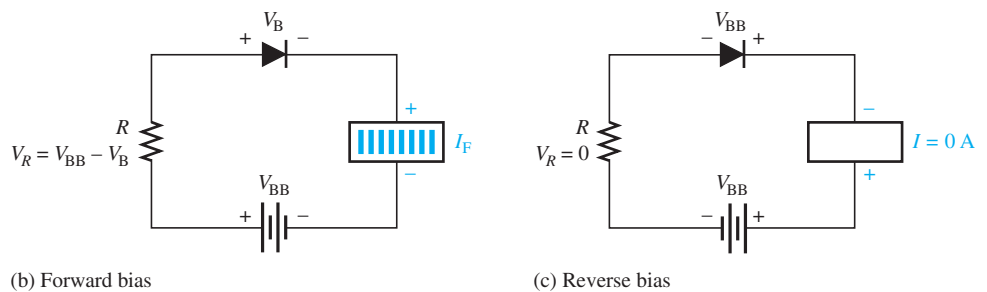 V_B
+ −
+
R
V_R = V_BB − V_B
I_F
−
V_BB
+ −
(b) Forward bias
V_BB
− +
−
R
V_R = 0
I = 0 A
+
V_BB
− +
(c) Reverse bias